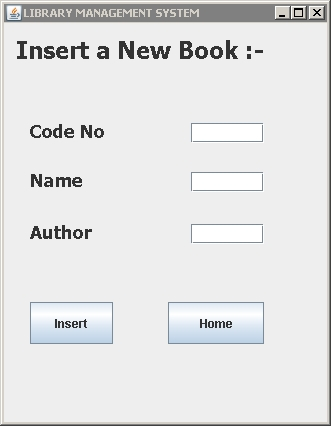 LIBRARY MANAGEMENT SYSTEM
Insert a New Book :-
Code No
Name
Author
Insert Home